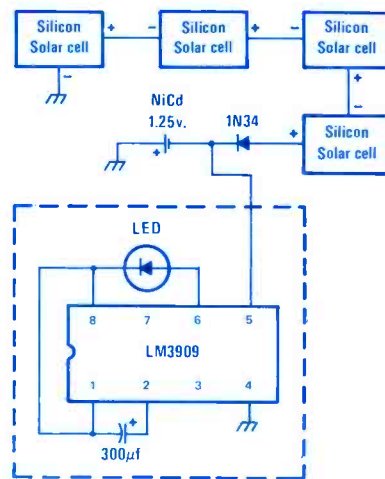 Silicon
Solar cell
+
−
Silicon
Solar cell
−
+
Silicon
Solar cell
−
+
−
+
−
Silicon
Solar cell
+
NiCd
1.25v.
+
1N34
LED
8 7 6 5
LM3909
1 2 3 4
+
300µf